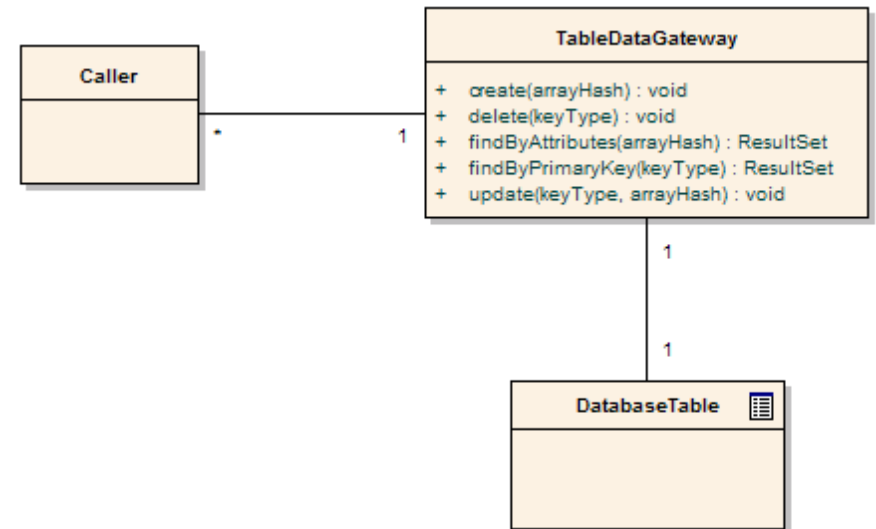 Caller
TableDataGateway
+ create(arrayHash) : void
+ delete(keyType) : void
+ findByAttributes(arrayHash) : ResultSet
+ findByPrimaryKey(keyType) : ResultSet
+ update(keyType, arrayHash) : void
* 1
1
1
DatabaseTable